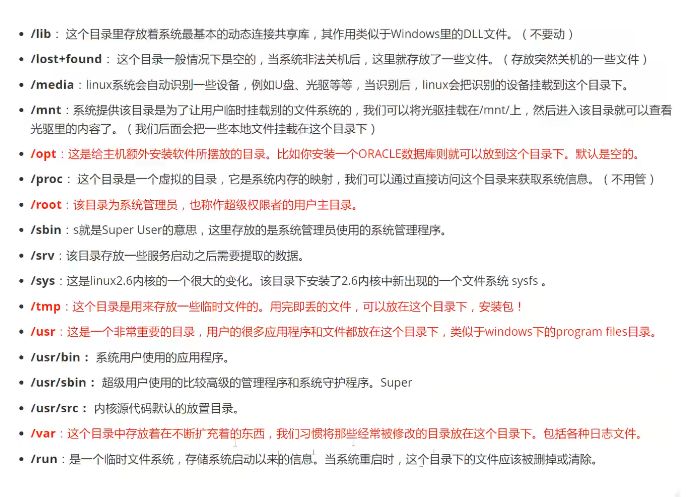 • /lib： 这个目录里存放着系统最基本的动态连接共享库，其作用类似于Windows里的DLL文件。（不要动）
• /lost+found： 这个目录一般情况下是空的，当系统非法关机后，这里就存放了一些文件。（存放突然关机的一些文件）
• /media：linux系统会自动识别一些设备，例如U盘、光驱等等，当识别后，linux会把识别的设备挂载到这个目录下。
• /mnt：系统提供该目录是为了让用户临时挂载别的文件系统的，我们可以将光驱挂载在/mnt/上，然后进入该目录就可以查看
光驱里的内容了。（我们后面会把一些本地文件挂载在这个目录下）
• /opt：这是给主机额外安装软件所摆放的目录。比如你安装一个ORACLE数据库则就可以放到这个目录下。默认是空的。
• /proc： 这个目录是一个虚拟的目录，它是系统内存的映射，我们可以通过直接访问这个目录来获取系统信息。（不用管）
• /root：该目录为系统管理员，也称作超级权限者的用户主目录。
• /sbin：s就是Super User的意思，这里存放的是系统管理员使用的系统管理程序。
• /srv：该目录存放一些服务启动之后需要提取的数据。
• /sys：这是linux2.6内核的一个很大的变化。该目录下安装了2.6内核中新出现的一个文件系统 sysfs 。
• /tmp：这个目录是用来存放一些临时文件的。用完即丢的文件，可以放在这个目录下，安装包！
• /usr：这是一个非常重要的目录，用户的很多应用程序和文件都放在这个目录下，类似于windows下的program files目录。
• /usr/bin： 系统用户使用的应用程序。
• /usr/sbin： 超级用户使用的比较高级的管理程序和系统守护程序。Super
• /usr/src： 内核源代码默认的放置目录。
• /var：这个目录中存放着在不断扩充着的东西，我们习惯将那些经常被修改的目录放在这个目录下。包括各种日志文件。
• /run：是一个临时文件系统，存储系统启动以来的信息。当系统重启时，这个目录下的文件应该被删掉或清除。